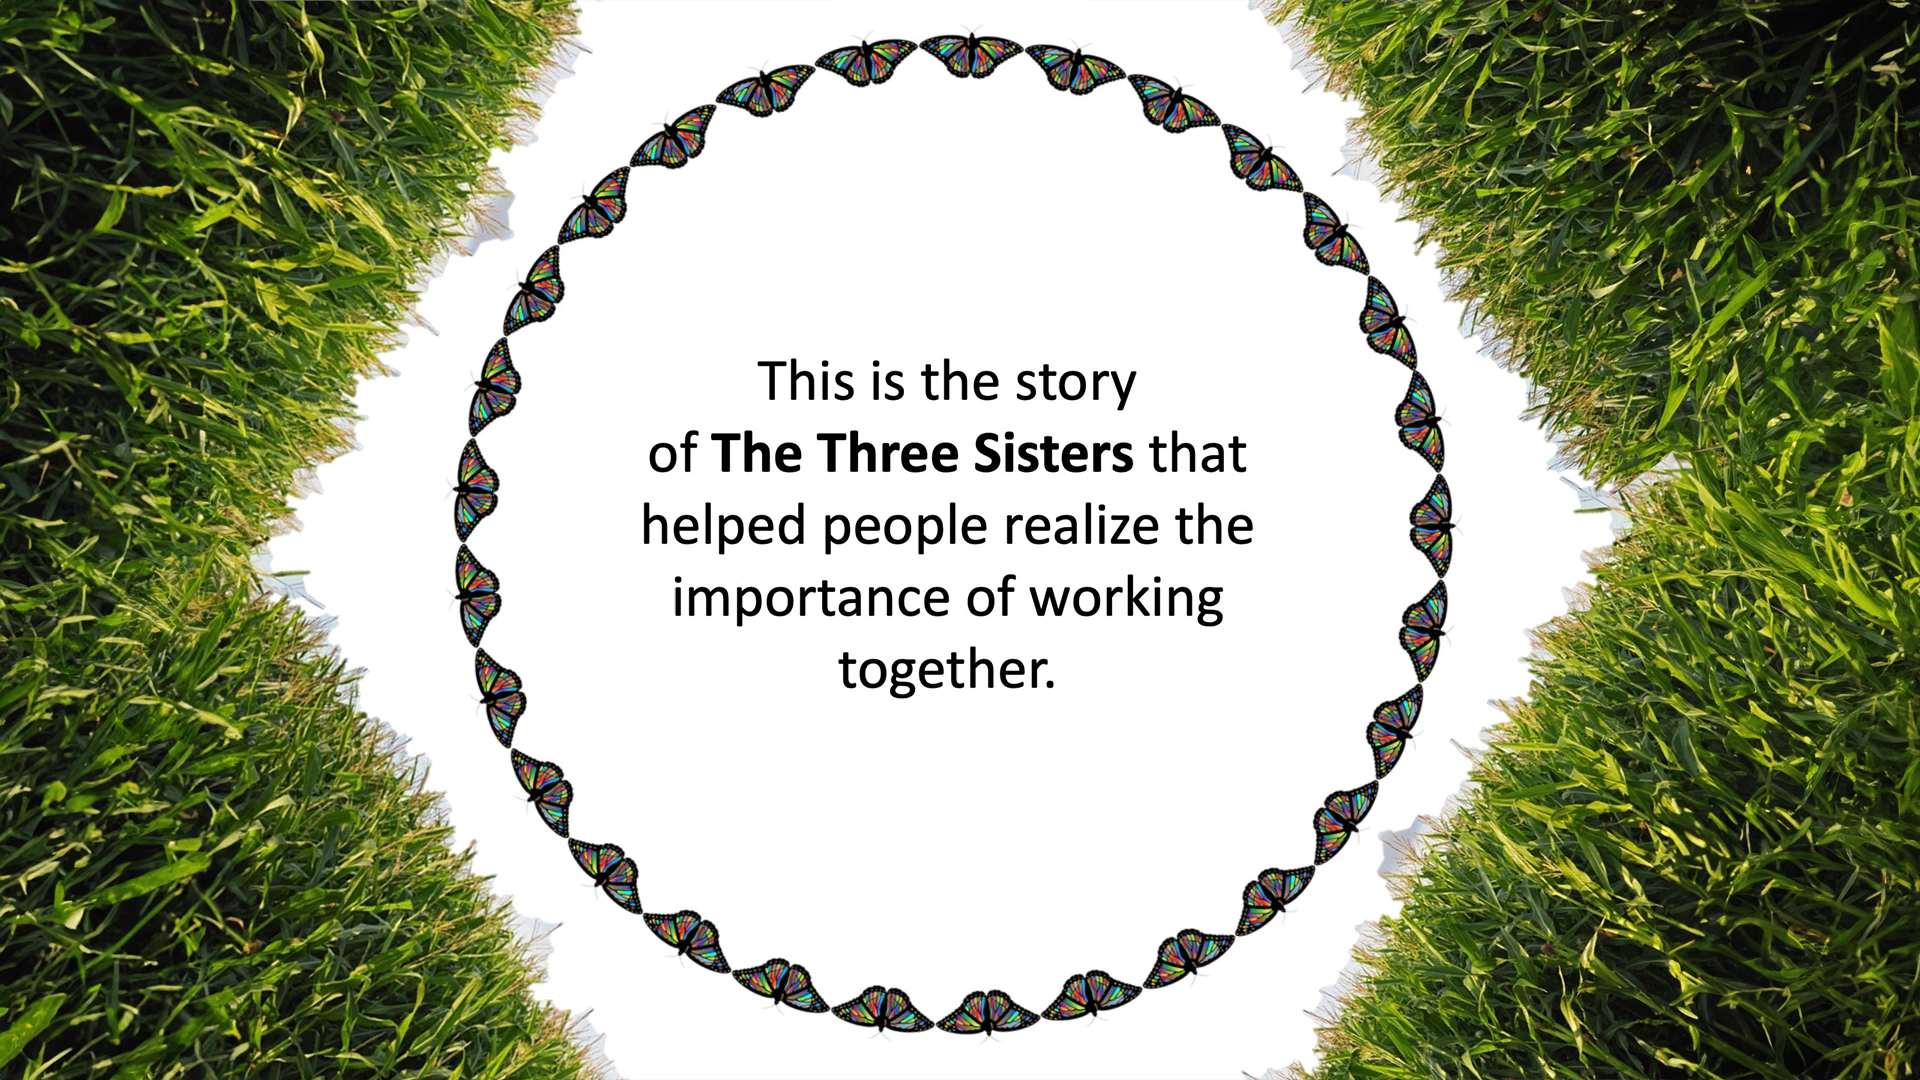 This is the story
of The Three Sisters that
helped people realize the
importance of working
together.